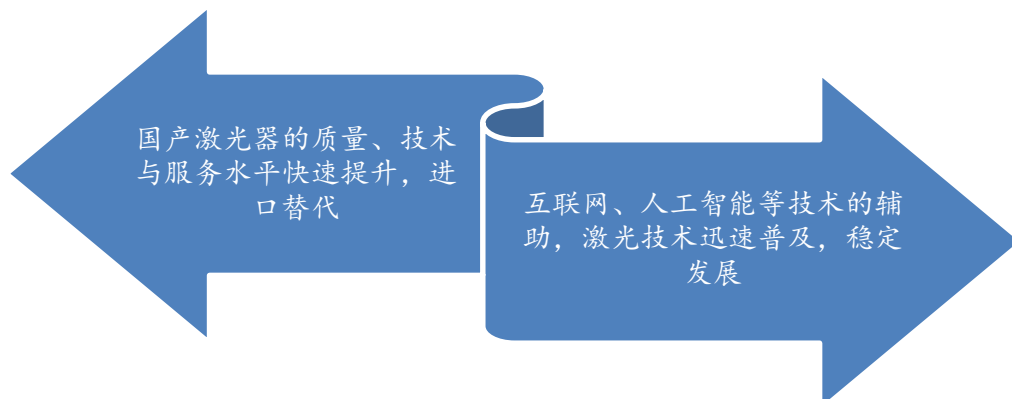 国产激光器的质量、技术
与服务水平快速提升，进
口替代
互联网、人工智能等技术的辅
助，激光技术迅速普及，稳定
发展